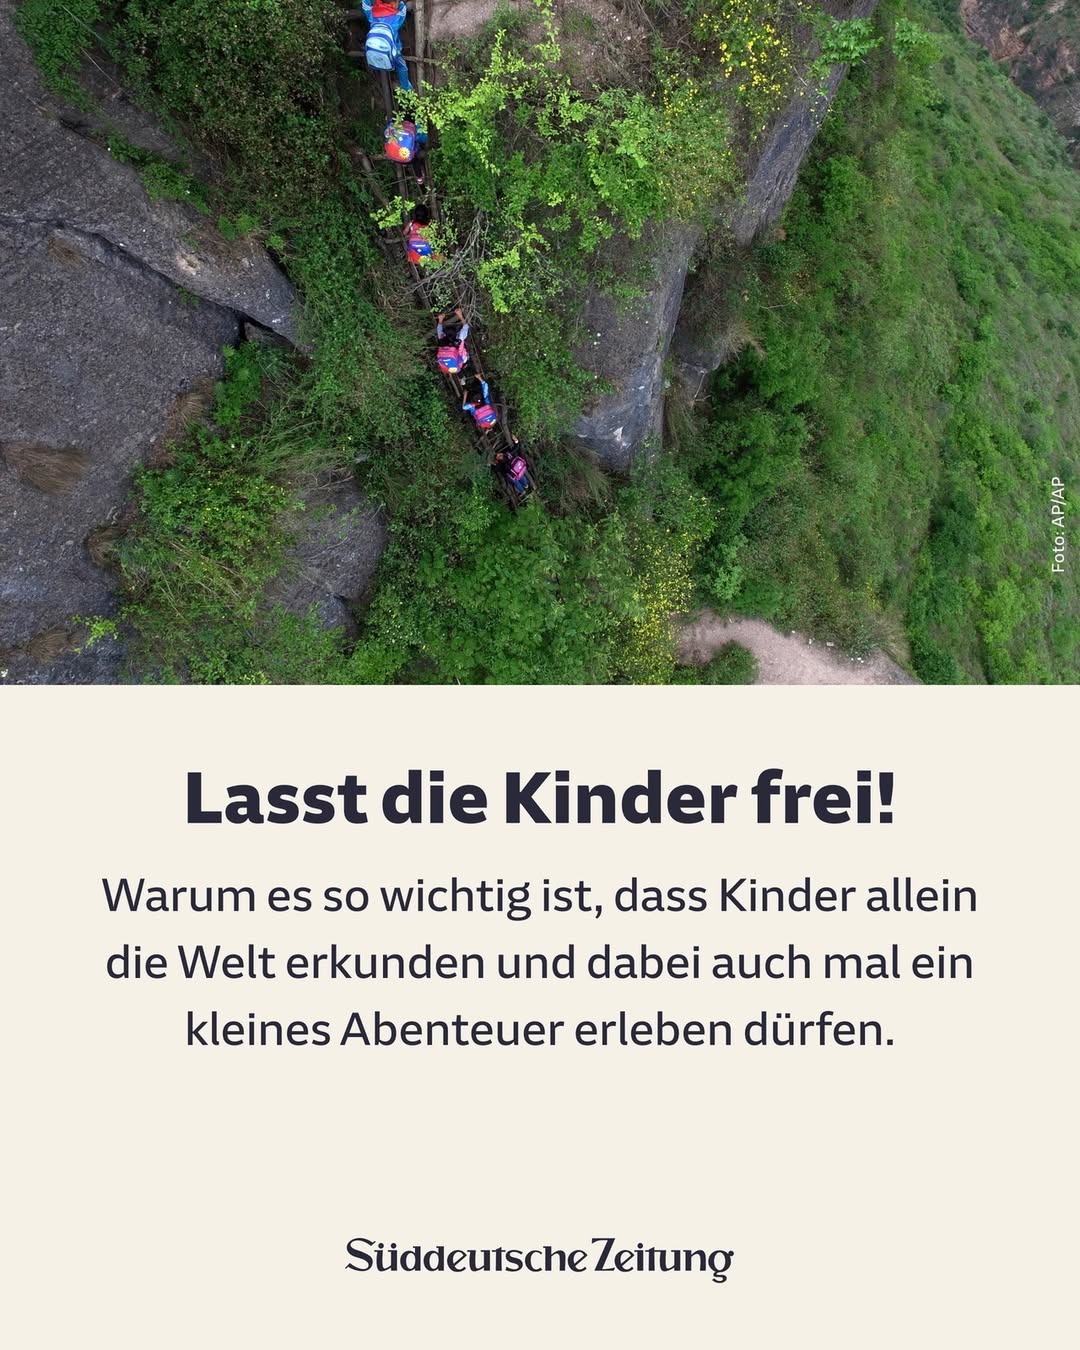 Foto: AP/AP
Lasst die Kinder frei!
Warum es so wichtig ist, dass Kinder allein
die Welt erkunden und dabei auch mal ein
kleines Abenteuer erleben dürfen.
Süddeutsche Zeitung